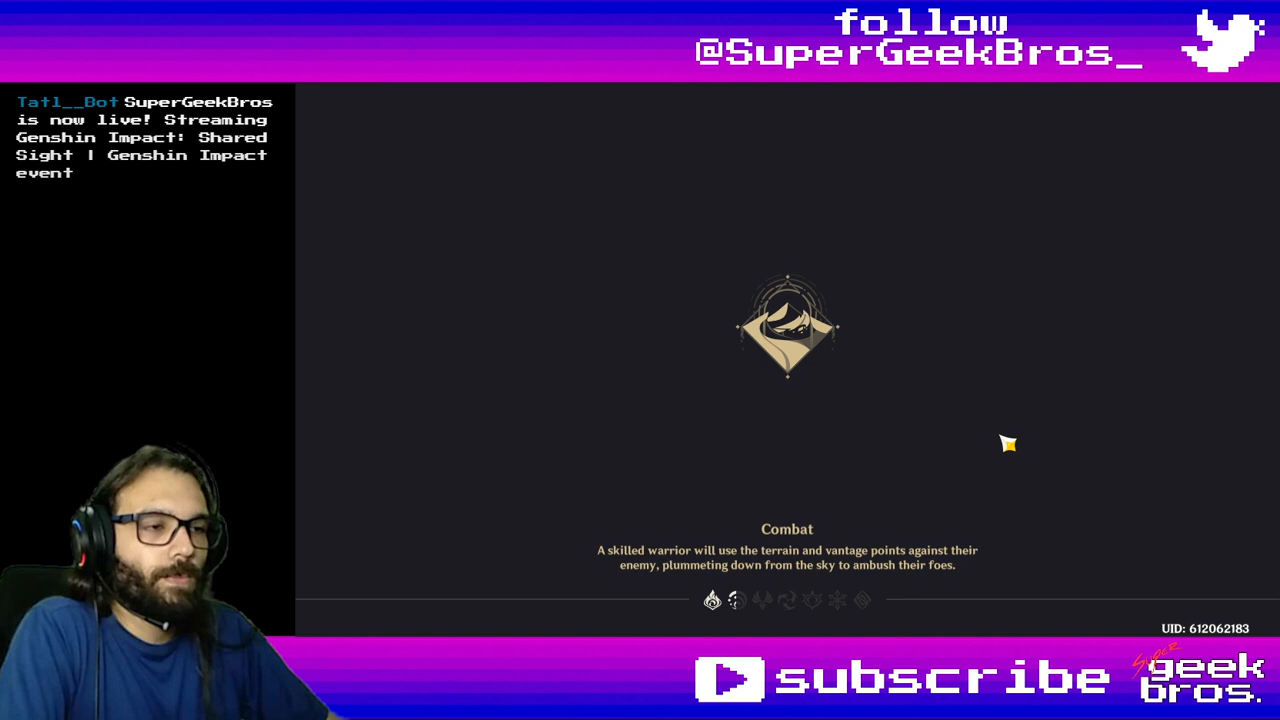 follow
@SuperGeekBros_
Tatl__Bot SuperGeekBros
is now live! Streaming
Genshin Impact: Shared
Sight | Genshin Impact
event
Combat
A skilled warrior will use the terrain and vantage points against their
enemy, plummeting down from the sky to ambush their foes.
UID: 612062183
subscribe
super
geek
bros.